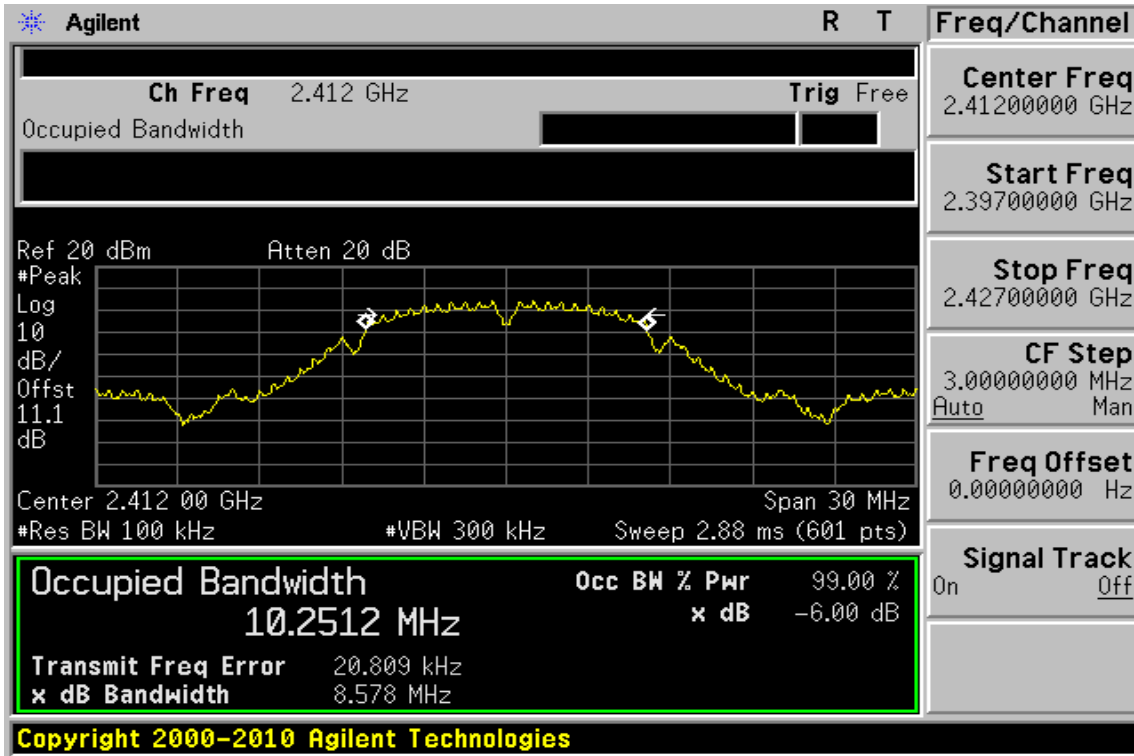 Agilent R T
Freq/Channel
Ch Freq 2.412 GHz Trig Free
Occupied Bandwidth
Ref 20 dBm Atten 20 dB
#Peak
Log
10
dB/
Offst
11.1
dB
Center 2.412 00 GHz Span 30 MHz
#Res BW 100 kHz #VBW 300 kHz Sweep 2.88 ms (601 pts)
Occupied Bandwidth
10.2512 MHz
Occ BW % Pwr 99.00 %
x dB -6.00 dB
Transmit Freq Error 20.809 kHz
x dB Bandwidth 8.578 MHz
Center Freq
2.41200000 GHz
Start Freq
2.39700000 GHz
Stop Freq
2.42700000 GHz
CF Step
3.00000000 MHz
Auto Man
Freq Offset
0.00000000 Hz
Signal Track
On Off
Copyright 2000-2010 Agilent Technologies